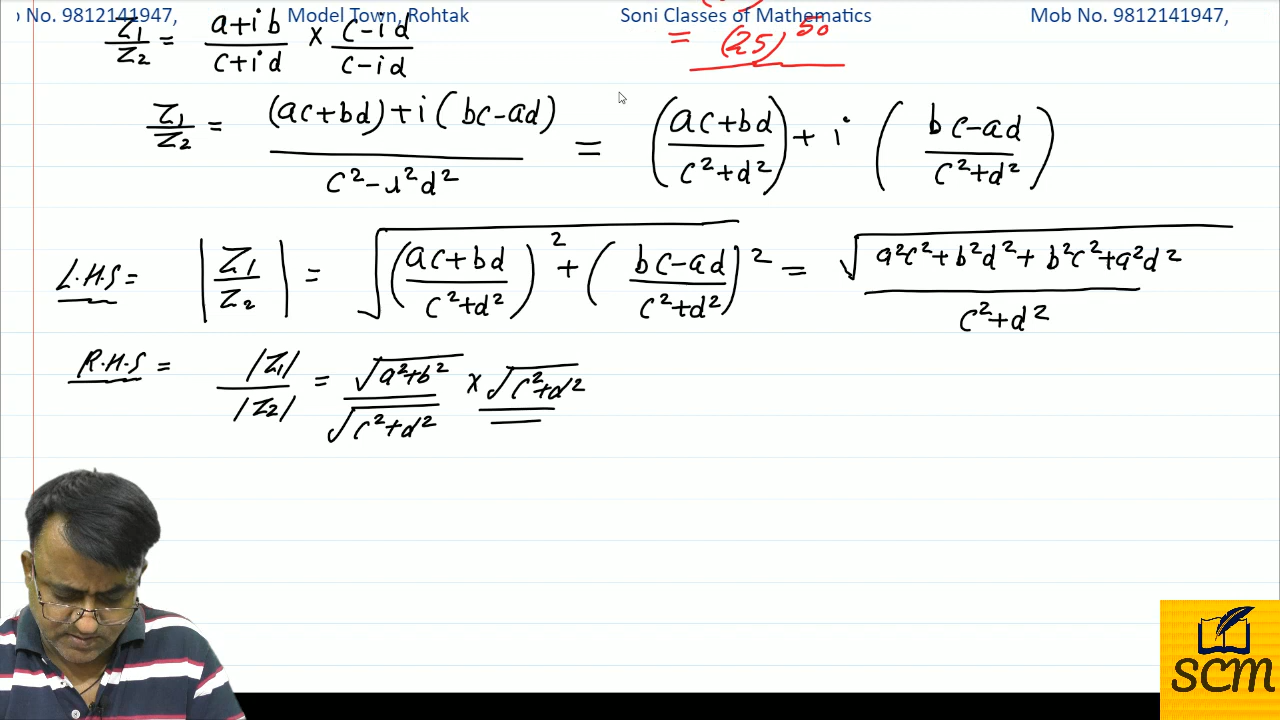 No. 9812141947, Model Town, Rohtak Soni Classes of Mathematics Mob No. 9812141947,
Z₁/Z₂ = (a+ib)/(c+id) × (c-id)/(c-id)
= (25)⁵⁰
Z₁/Z₂ = ((ac+bd)+i(bc-ad))/(c²-i²d²) = ((ac+bd)/(c²+d²)) + i ((bc-ad)/(c²+d²))
L.H.S = |Z₁/Z₂| = √(((ac+bd)/(c²+d²))² + ((bc-ad)/(c²+d²))²) = √(a²c²+b²d²+b²c²+a²d²)/(c²+d²)
R.H.S = |Z₁|/|Z₂| = √(a²+b²)/√(c²+d²) × √(c²+d²)
SCM